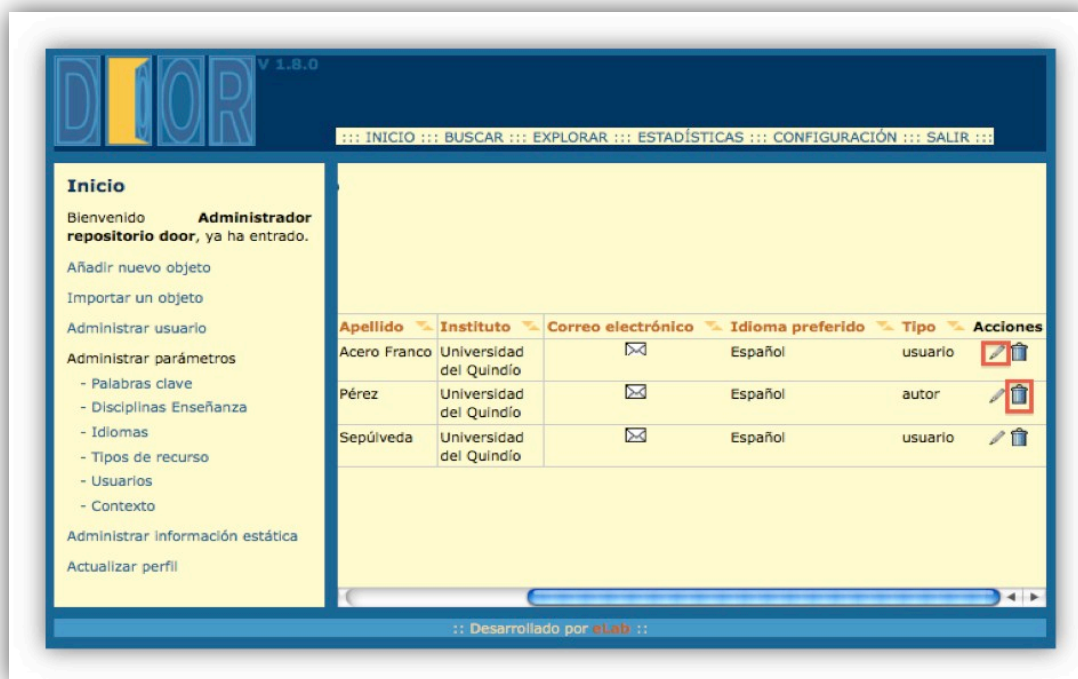 DOOR V 1.8.0
::: INICIO ::: BUSCAR ::: EXPLORAR ::: ESTADÍSTICAS ::: CONFIGURACIÓN ::: SALIR :::
Inicio
Bienvenido Administrador
repositorio door, ya ha entrado.
Añadir nuevo objeto
Importar un objeto
Administrar usuario
Administrar parámetros
- Palabras clave
- Disciplinas Enseñanza
- Idiomas
- Tipos de recurso
- Usuarios
- Contexto
Administrar información estática
Actualizar perfil
Apellido Instituto Correo electrónico Idioma preferido Tipo Acciones
Acero Franco Universidad del Quindío Español usuario
Pérez Universidad del Quindío Español autor
Sepúlveda Universidad del Quindío Español usuario
:: Desarrollado por eLab ::